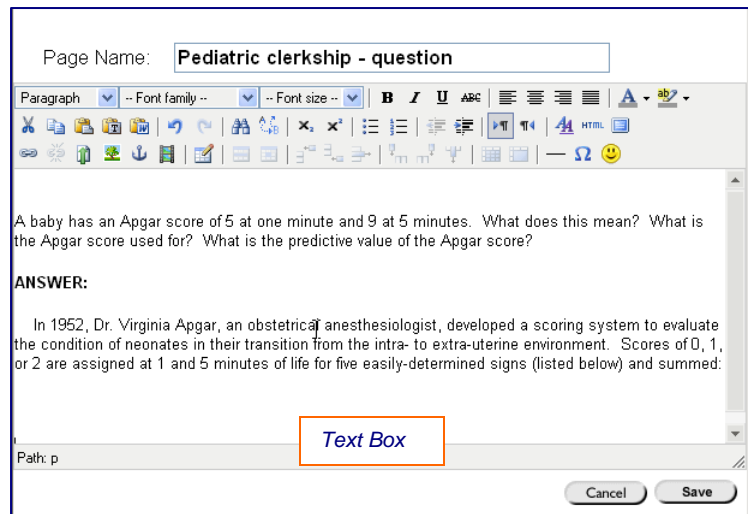 Page Name: Pediatric clerkship - question
Paragraph -- Font family -- -- Font size -- B I U ABC A ab
X₂ X² AA HTML
Ω
A baby has an Apgar score of 5 at one minute and 9 at 5 minutes. What does this mean? What is
the Apgar score used for? What is the predictive value of the Apgar score?
ANSWER:
In 1952, Dr. Virginia Apgar, an obstetrical anesthesiologist, developed a scoring system to evaluate
the condition of neonates in their transition from the intra- to extra-uterine environment. Scores of 0, 1,
or 2 are assigned at 1 and 5 minutes of life for five easily-determined signs (listed below) and summed:
Text Box
Path: p
Cancel Save